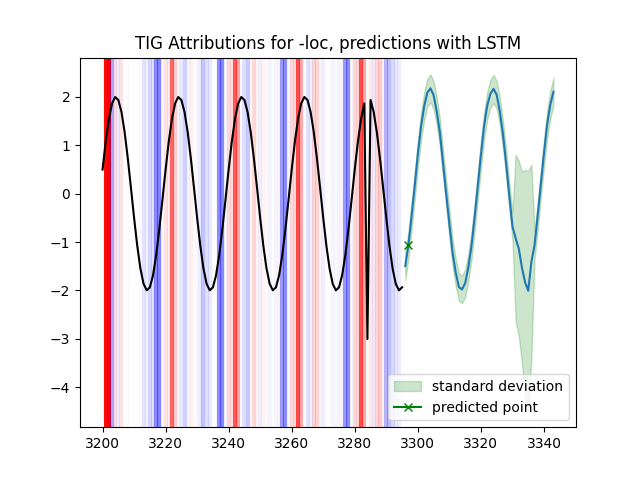 TIG Attributions for -loc, predictions with LSTM
2
1
0
−1
−2
−3
−4
standard deviation
predicted point
3200 3220 3240 3260 3280 3300 3320 3340